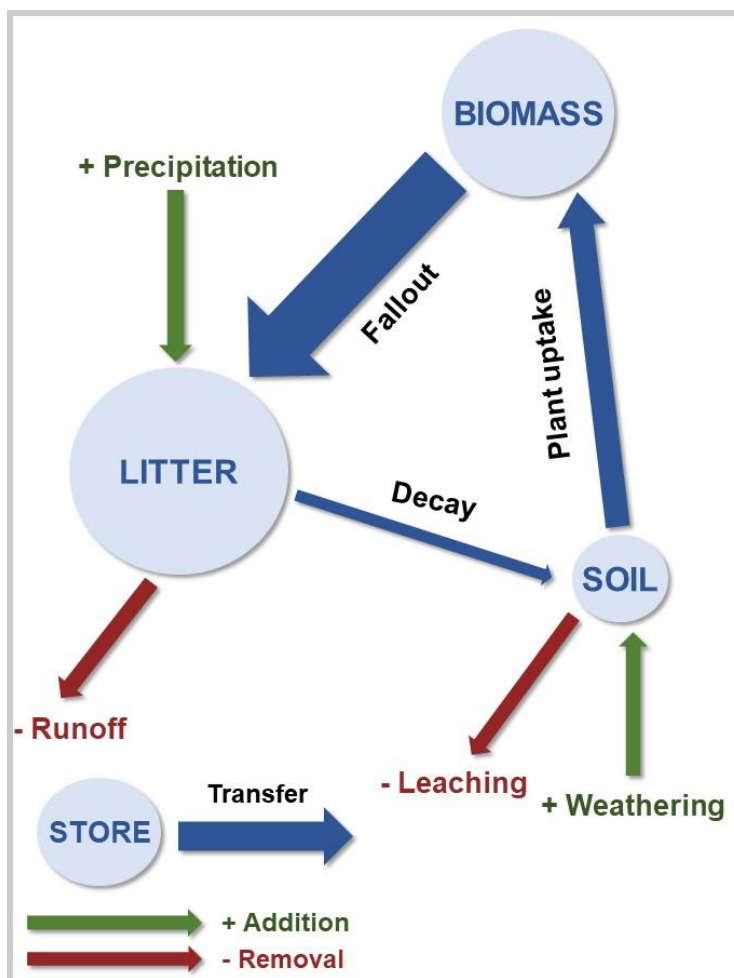 BIOMASS
+ Precipitation
Fallout
Plant uptake
LITTER
Decay
SOIL
- Runoff
- Leaching
+ Weathering
STORE
Transfer
+ Addition
- Removal